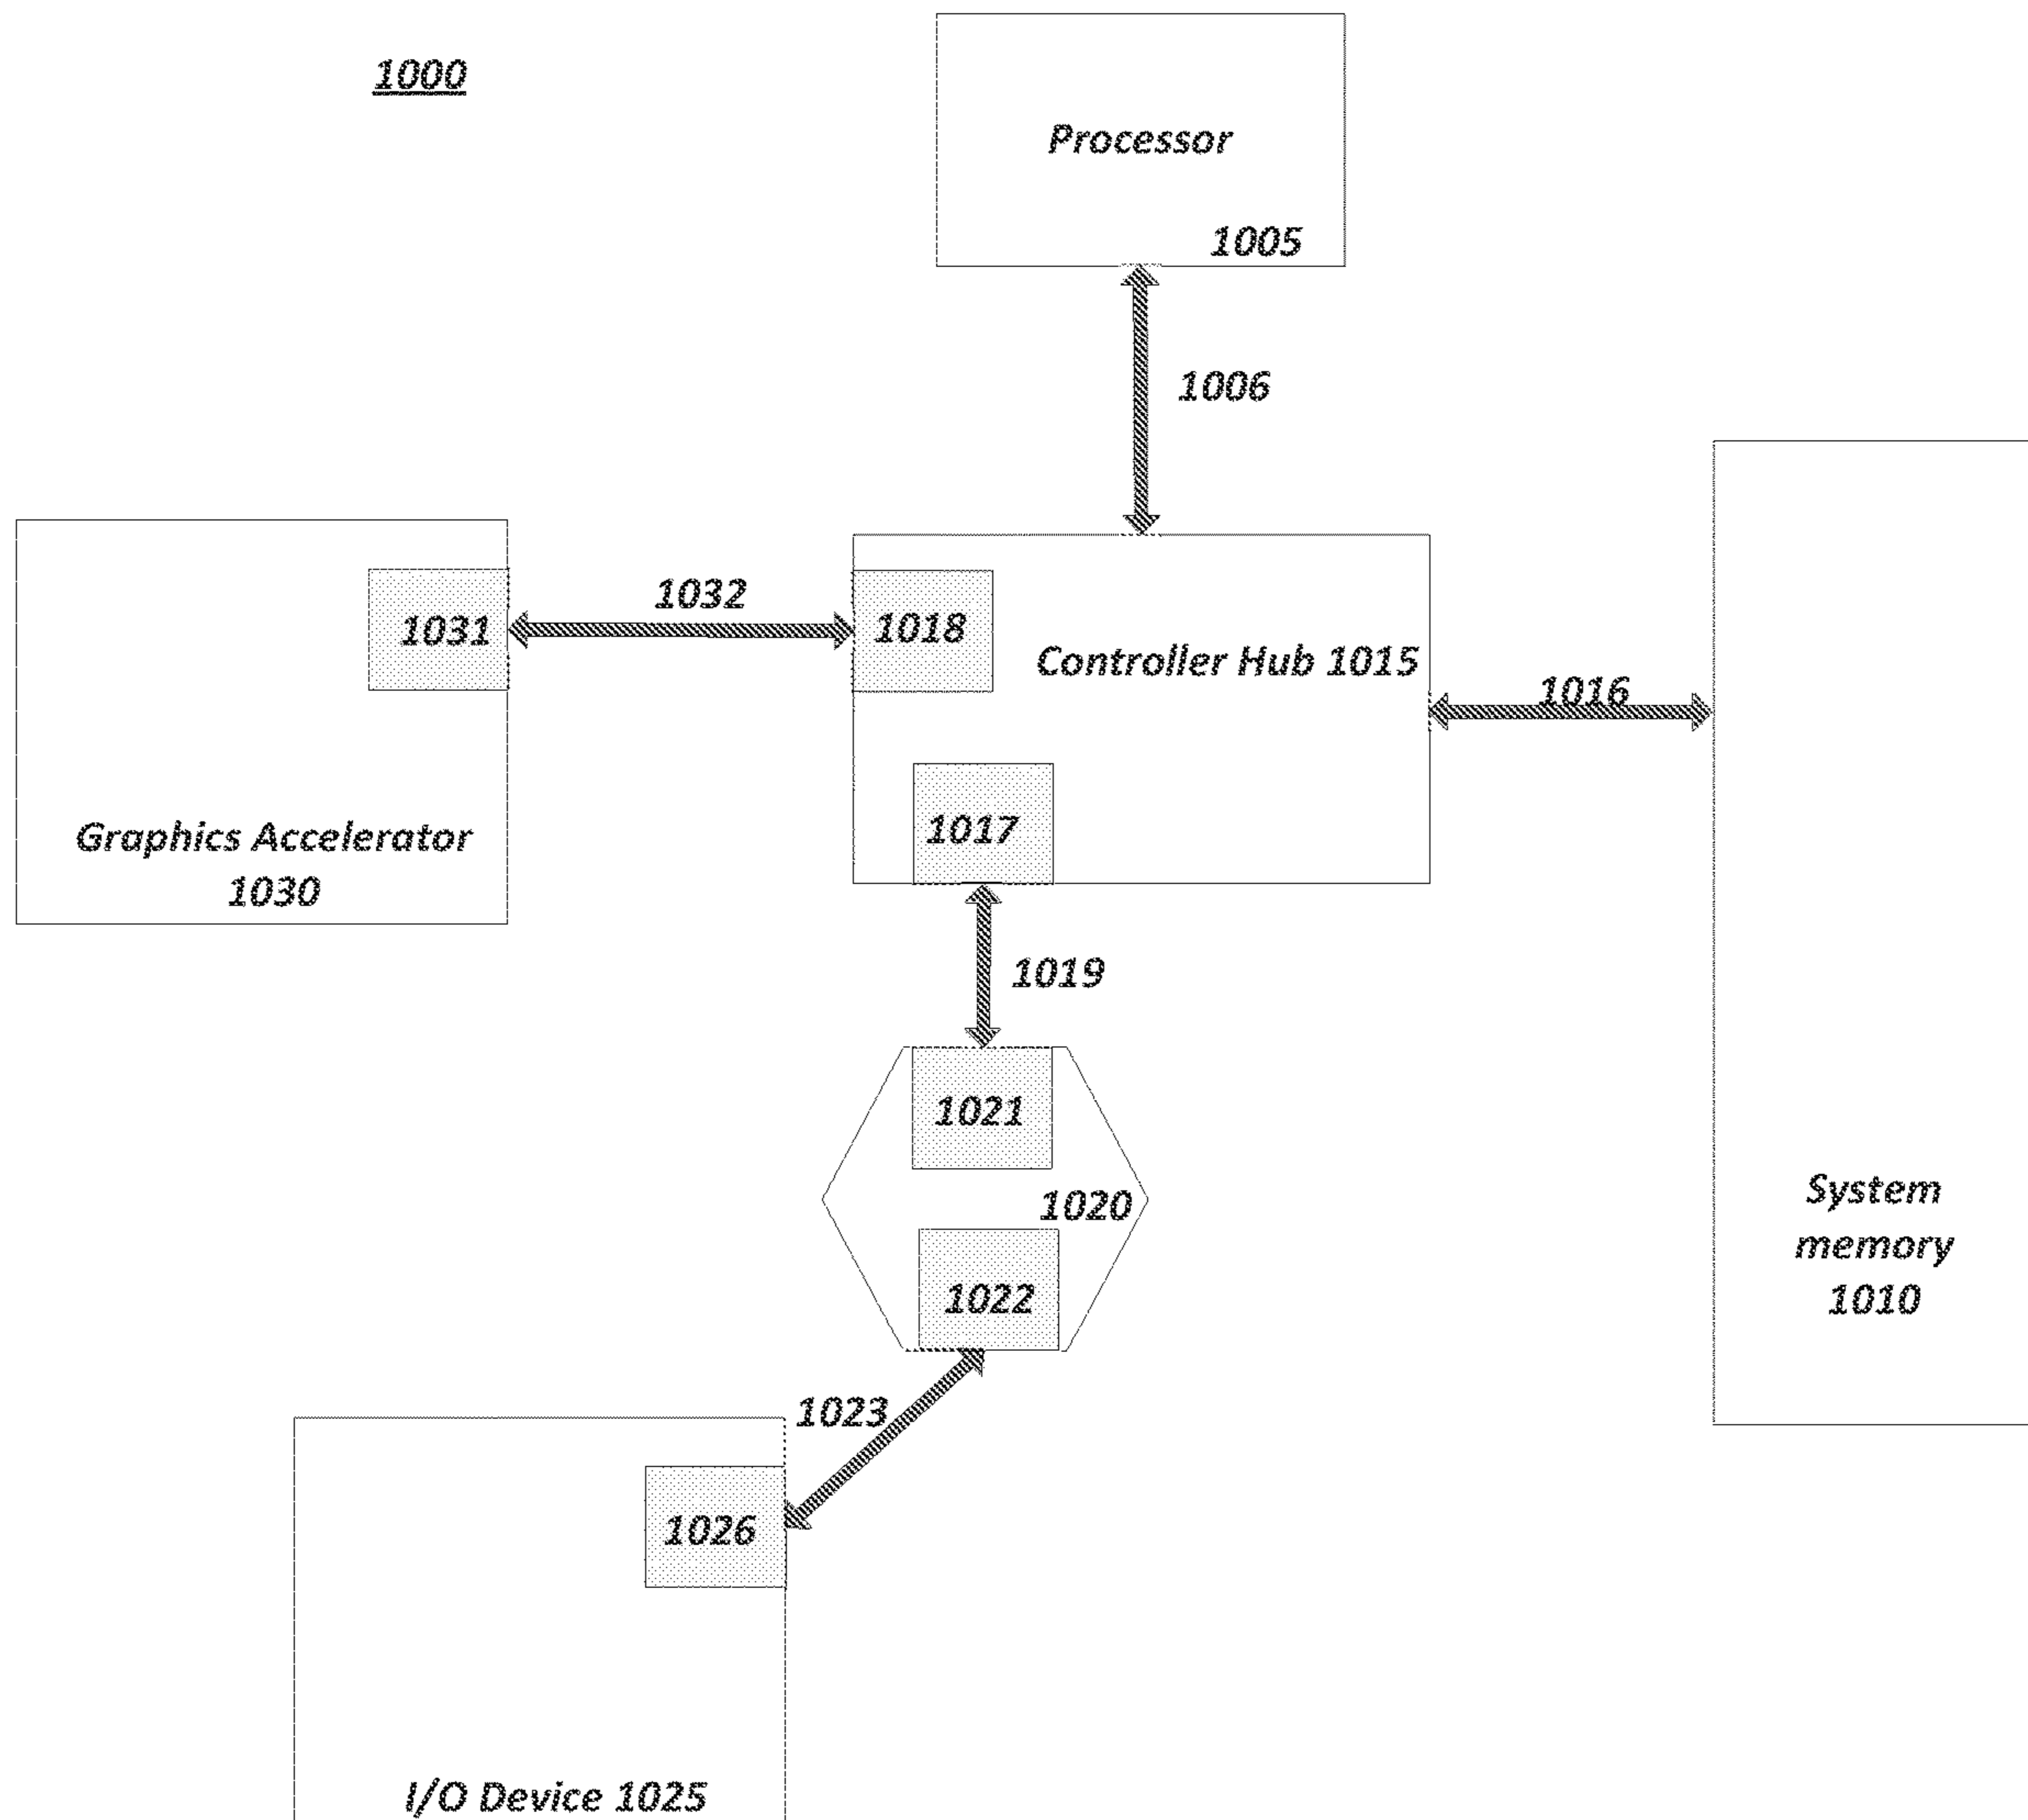 1000
Processor
1005
1006
1032
1031
1018
Controller Hub 1015
1016
Graphics Accelerator
1030
1017
1019
1021
1020
1022
System
memory
1010
1023
1026
I/O Device 1025